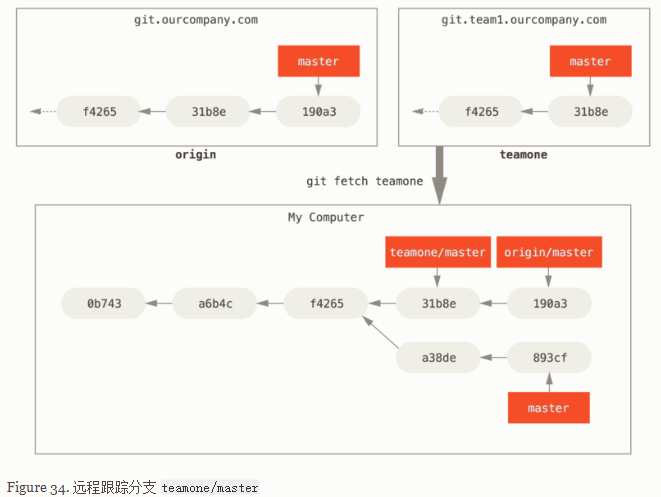 git.ourcompany.com
master
f4265
31b8e
190a3
origin
git.team1.ourcompany.com
master
f4265
31b8e
teamone
git fetch teamone
My Computer
teamone/master
origin/master
0b743
a6b4c
f4265
31b8e
190a3
a38de
893cf
master
Figure 34. 远程跟踪分支 teamone/master